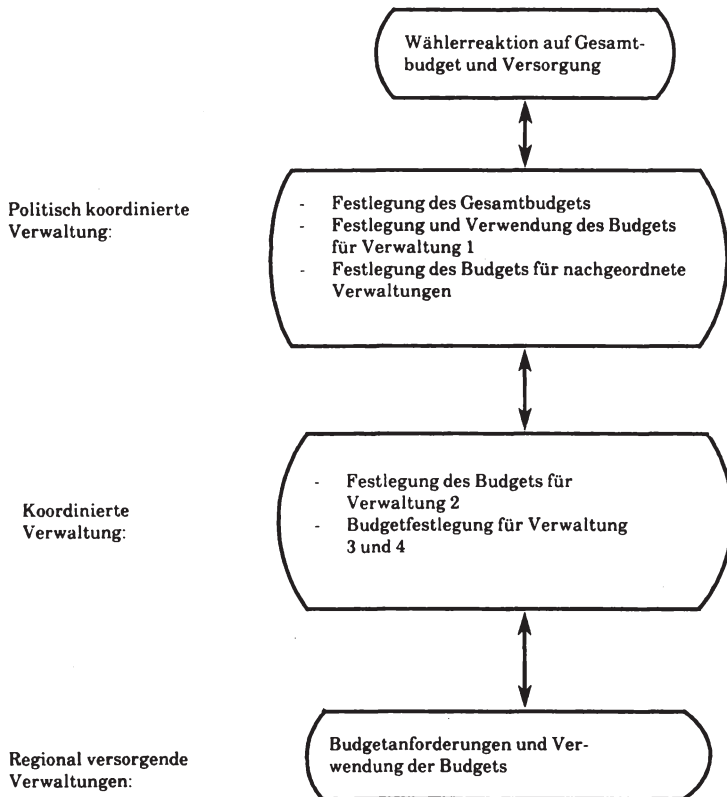 Wählerreaktion auf Gesamt-
budget und Versorgung
Politisch koordinierte
Verwaltung:
- Festlegung des Gesamtbudgets
- Festlegung und Verwendung des Budgets
für Verwaltung 1
- Festlegung des Budgets für nachgeordnete
Verwaltungen
Koordinierte
Verwaltung:
- Festlegung des Budgets für
Verwaltung 2
- Budgetfestlegung für Verwaltung
3 und 4
Regional versorgende
Verwaltungen:
Budgetanforderungen und Ver-
wendung der Budgets